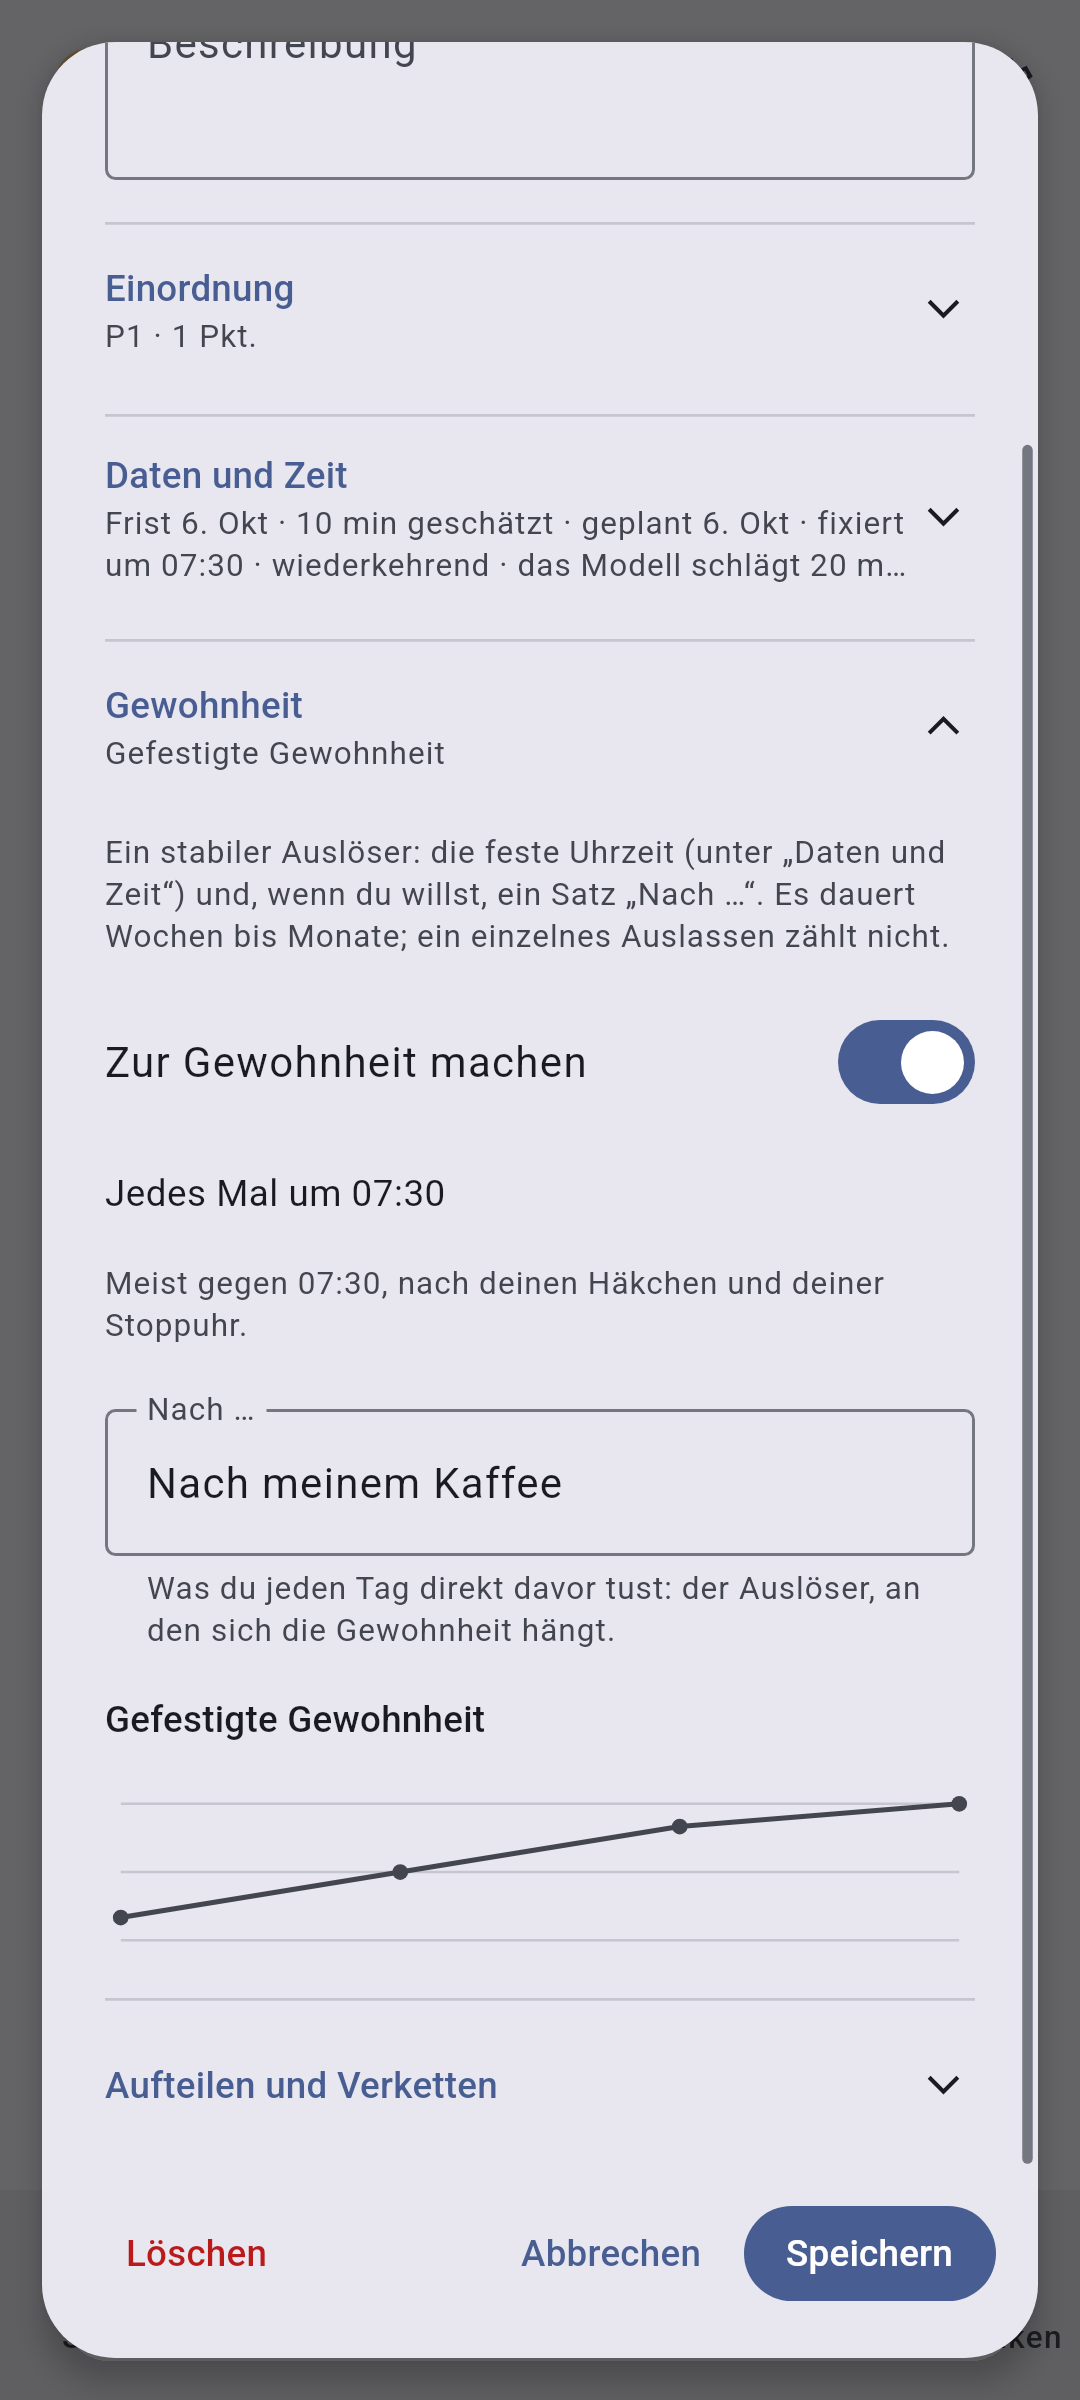 Beschreibung
Einordnung
P1 · 1 Pkt.
Daten und Zeit
Frist 6. Okt · 10 min geschätzt · geplant 6. Okt · fixiert
um 07:30 · wiederkehrend · das Modell schlägt 20 m…
Gewohnheit
Gefestigte Gewohnheit
Ein stabiler Auslöser: die feste Uhrzeit (unter „Daten und
Zeit“) und, wenn du willst, ein Satz „Nach …“. Es dauert
Wochen bis Monate; ein einzelnes Auslassen zählt nicht.
Zur Gewohnheit machen
Jedes Mal um 07:30
Meist gegen 07:30, nach deinen Häkchen und deiner
Stoppuhr.
Nach …
Nach meinem Kaffee
Was du jeden Tag direkt davor tust: der Auslöser, an
den sich die Gewohnheit hängt.
Gefestigte Gewohnheit
Aufteilen und Verketten
Löschen
Abbrechen
Speichern